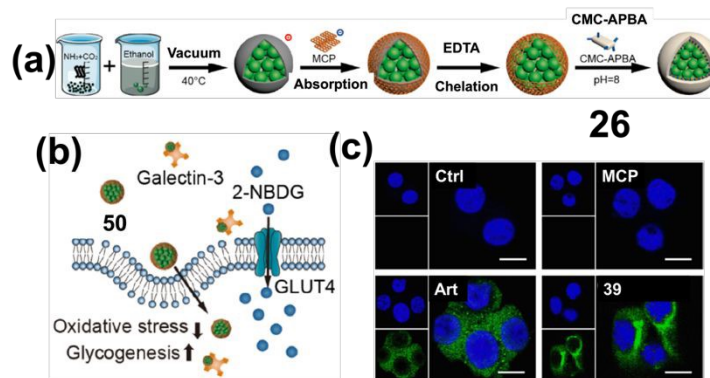 (a)
NH₃+CO₂
Ethanol
Vacuum
40°C
MCP
Absorption
EDTA
Chelation
CMC-APBA
CMC-APBA
pH=8
26
(b)
Galectin-3
2-NBDG
50
GLUT4
Oxidative stress
Glycogenesis
(c)
Ctrl
MCP
Art
39